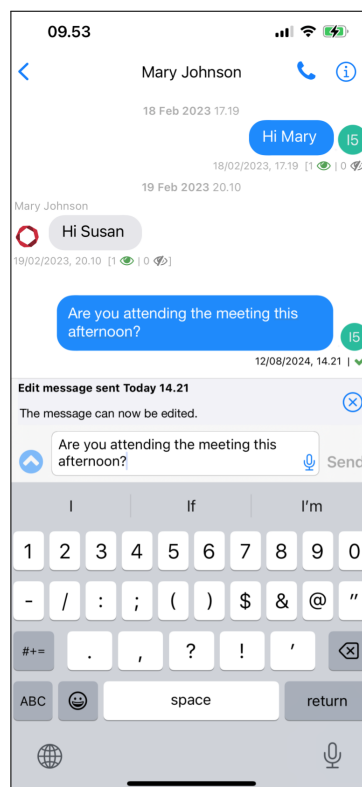 09.53
Mary Johnson
18 Feb 2023 17.19
Hi Mary
I5
18/02/2023, 17.19 [1 | 0
19 Feb 2023 20.10
Mary Johnson
Hi Susan
19/02/2023, 20.10 [1 | 0 ]
Are you attending the meeting this
afternoon?
I5
12/08/2024, 14.21 |
Edit message sent Today 14.21
The message can now be edited.
Are you attending the meeting this
afternoon?
Send
I If I'm
1 2 3 4 5 6 7 8 9 0
- / : ; ( ) $ & @ "
#+= . , ? ! '
ABC space return